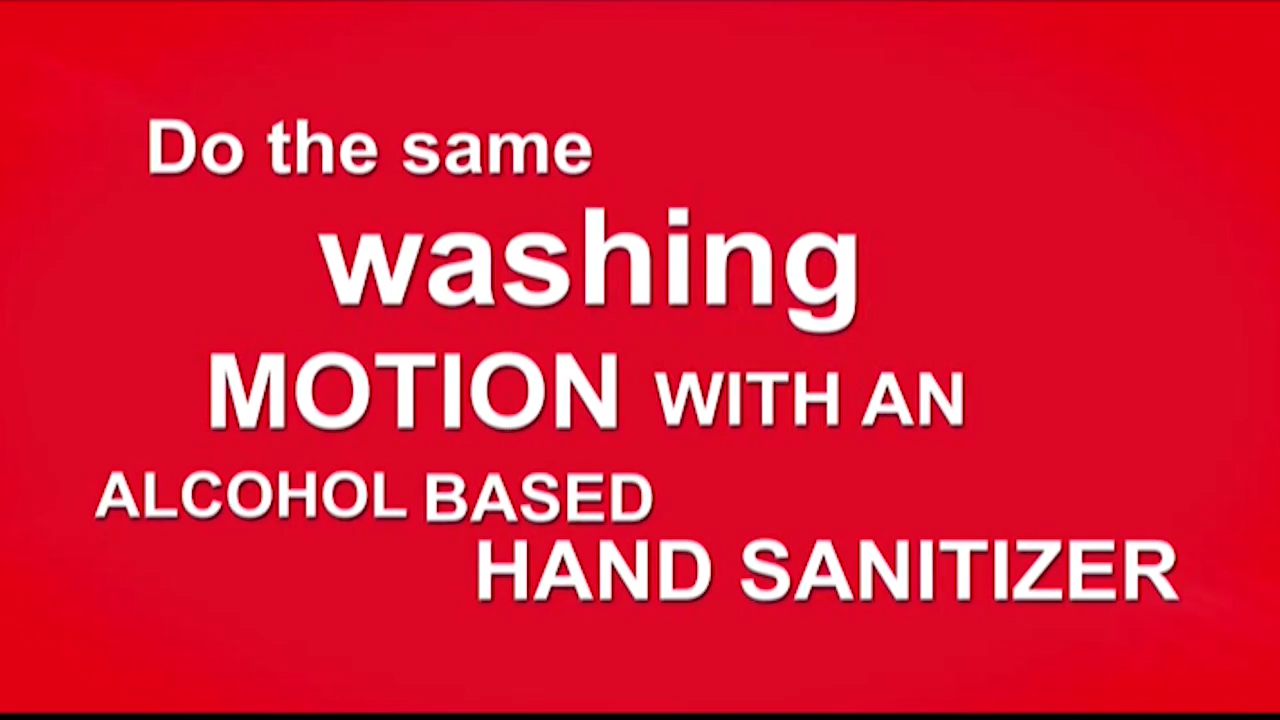 Do the same
washing
MOTION WITH AN
ALCOHOL BASED
HAND SANITIZER